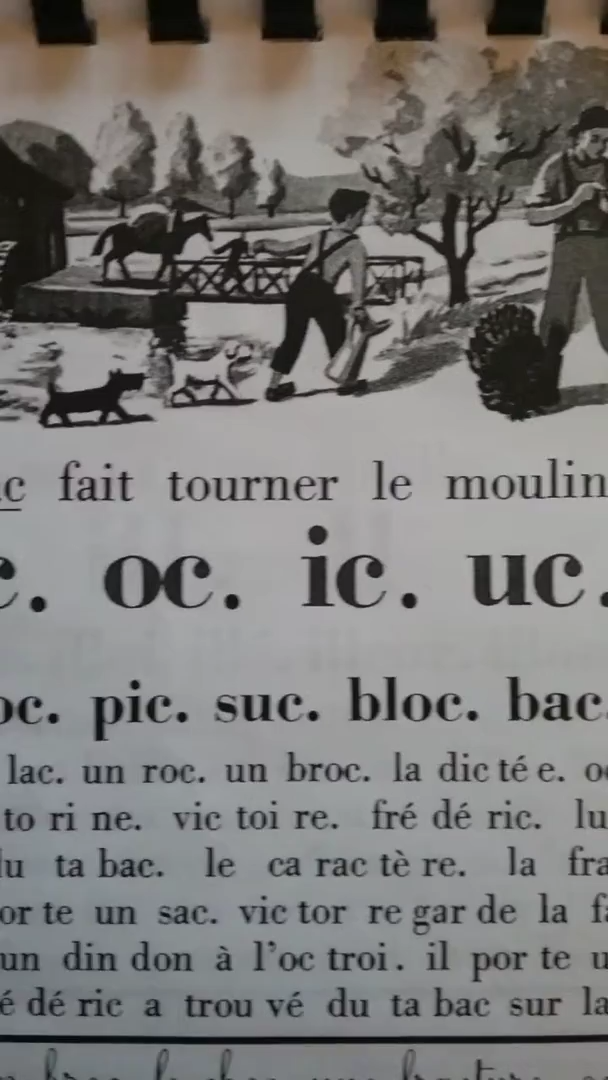 fait tourner le moulin
oc. ic. uc.
pic. suc. bloc. bac.
lac. un roc. un broc. la dic té e.
to ri ne. vic toi re. fré dé ric. lu
du ta bac. le ca rac tè re. la fra
or te un sac. vic tor re gar de la fa
un din don à l'oc troi. il por te u
é dé ric a trou vé du ta bac sur la